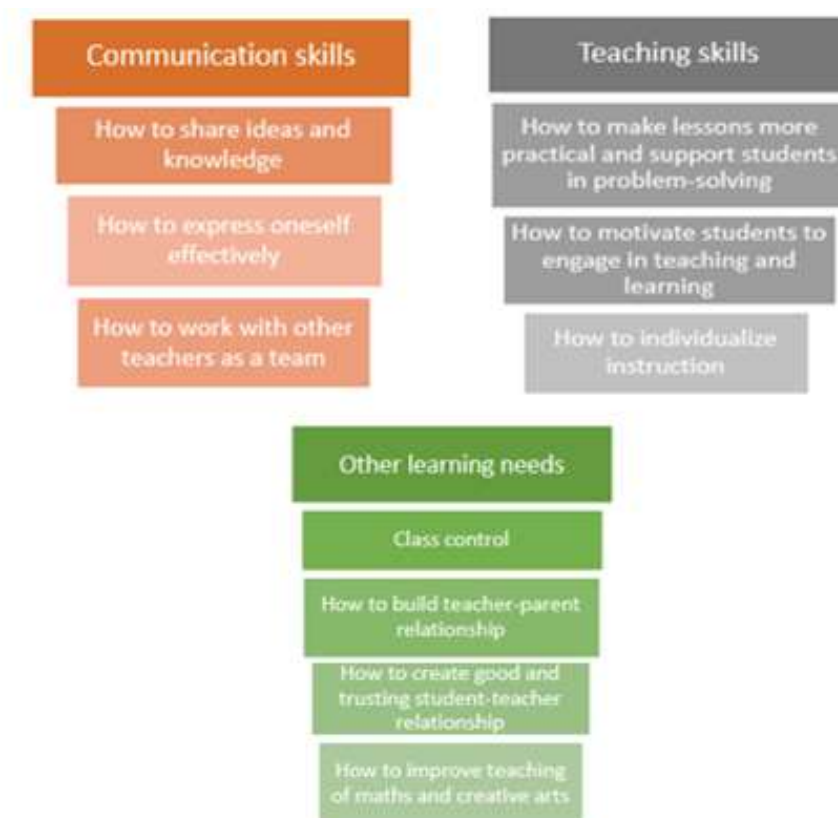 Communication skills
How to share ideas and
knowledge
How to express oneself
effectively
How to work with other
teachers as a team
Teaching skills
How to make lessons more
practical and support students
in problem-solving
How to motivate students to
engage in teaching and
learning
How to individualize
instruction
Other learning needs
Class control
How to build teacher-parent
relationship
How to create good and
trusting student-teacher
relationship
How to improve teaching
of maths and creative arts